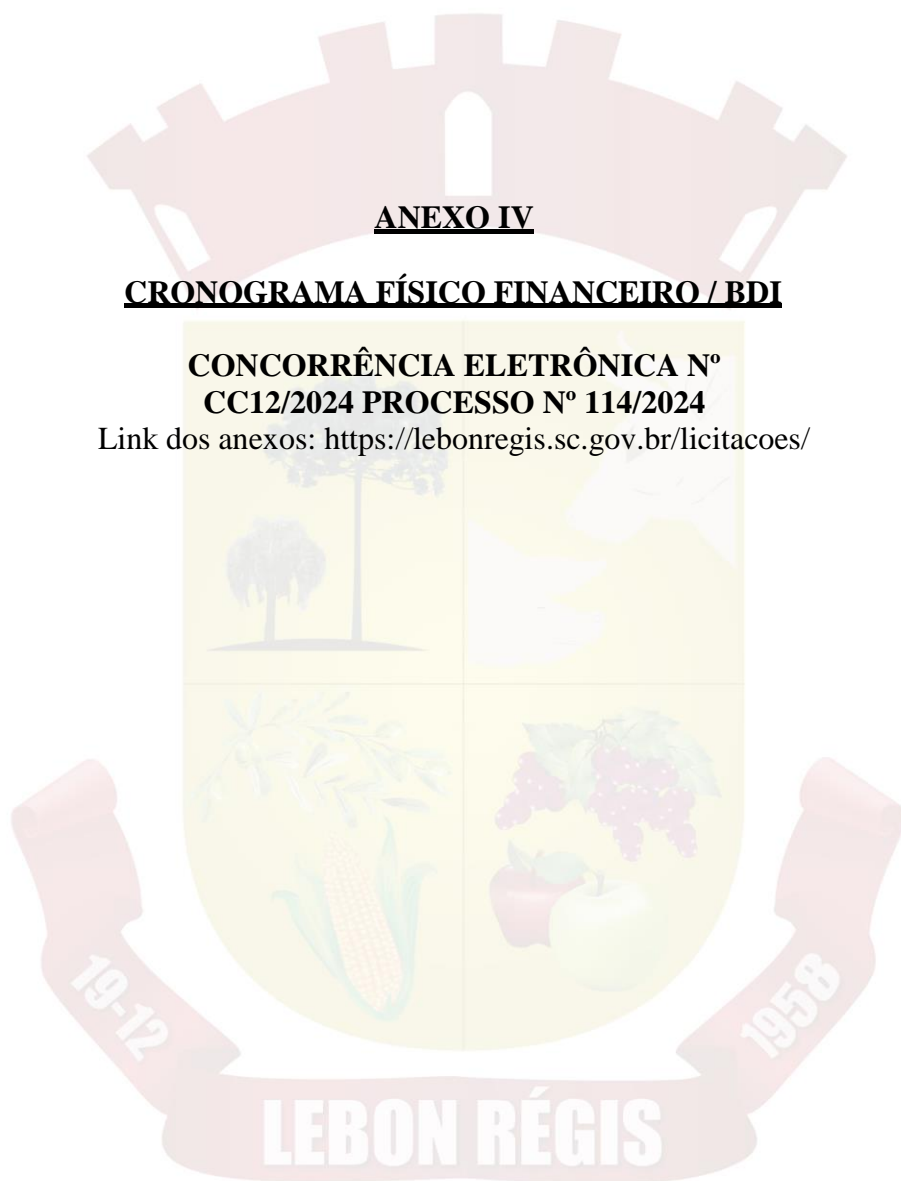 ANEXO IV
CRONOGRAMA FÍSICO FINANCEIRO / BDI
CONCORRÊNCIA ELETRÔNICA Nº
CC12/2024 PROCESSO Nº 114/2024
Link dos anexos: https://lebonregis.sc.gov.br/licitacoes/
19-12
1958
LEBON RÉGIS